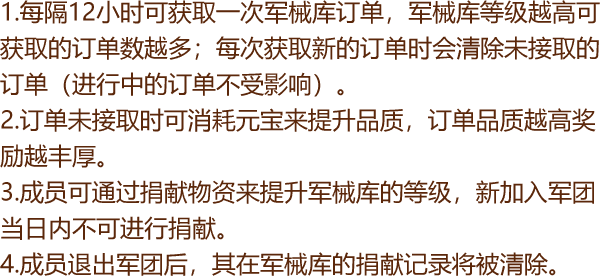 1.每隔12小时可获取一次军械库订单，军械库等级越高可
获取的订单数越多；每次获取新的订单时会清除未接取的
订单（进行中的订单不受影响）。
2.订单未接取时可消耗元宝来提升品质，订单品质越高奖
励越丰厚。
3.成员可通过捐献物资来提升军械库的等级，新加入军团
当日内不可进行捐献。
4.成员退出军团后，其在军械库的捐献记录将被清除。